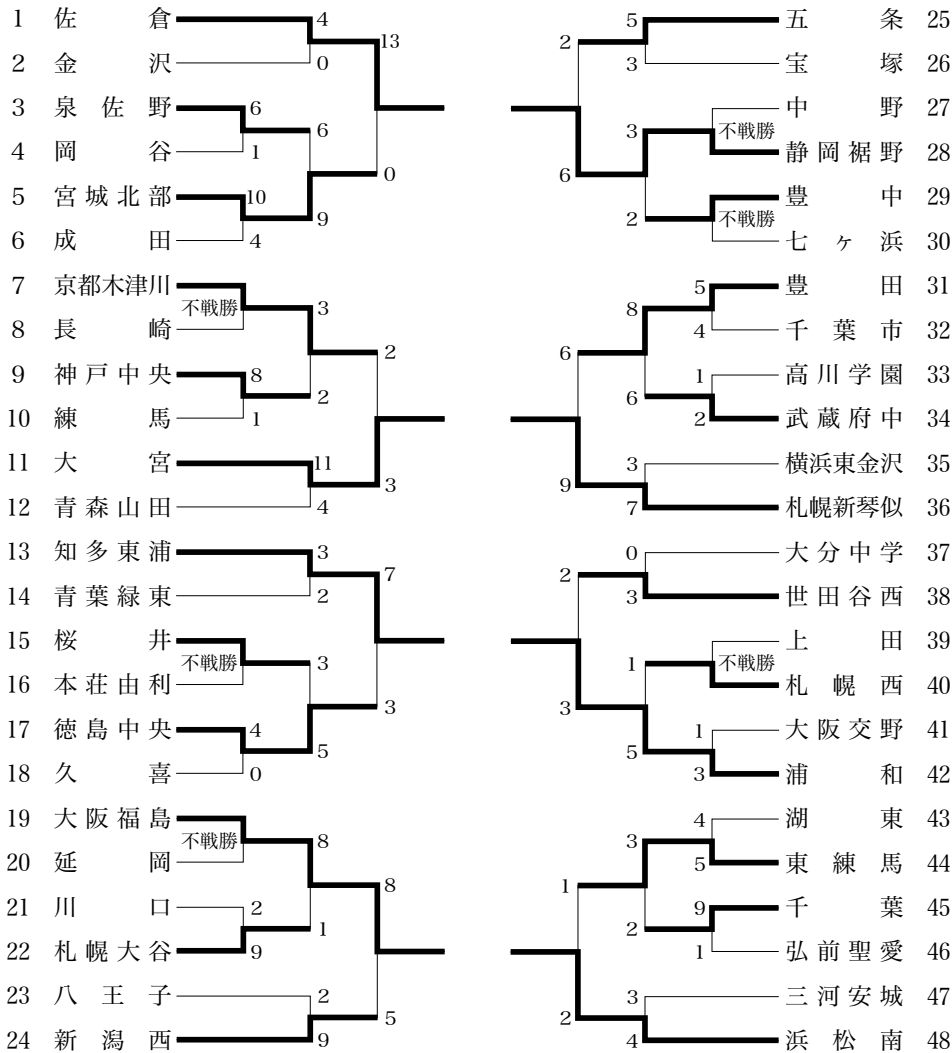 1 佐倉 4 13 2 5 五条 25
2 金沢 0 3 宝塚 26
3 泉佐野 6 6 3 中野 27
4 岡谷 1 0 6 不戦勝 静岡裾野 28
5 宮城北部 10 9 2 豊中 29
6 成田 4 不戦勝 七ヶ浜 30
7 京都木津川 3 8 5 豊田 31
8 長崎 不戦勝 2 6 4 千葉市 32
9 神戸中央 8 2 6 1 高川学園 33
10 練馬 1 2 武蔵府中 34
11 大宮 11 3 9 3 横浜東金沢 35
12 青森山田 4 7 札幌新琴似 36
13 知多東浦 3 7 2 0 大分中学 37
14 青葉緑東 2 3 世田谷西 38
15 桜井 3 1 上田 39
16 本荘由利 不戦勝 3 3 不戦勝 札幌西 40
17 徳島中央 4 5 5 1 大阪交野 41
18 久喜 0 3 浦和 42
19 大阪福島 8 3 4 湖東 43
20 延岡 不戦勝 8 1 5 東練馬 44
21 川口 2 1 2 9 千葉 45
22 札幌大谷 9 1 弘前聖愛 46
23 八王子 2 5 2 3 三河安城 47
24 新潟西 9 4 浜松南 48